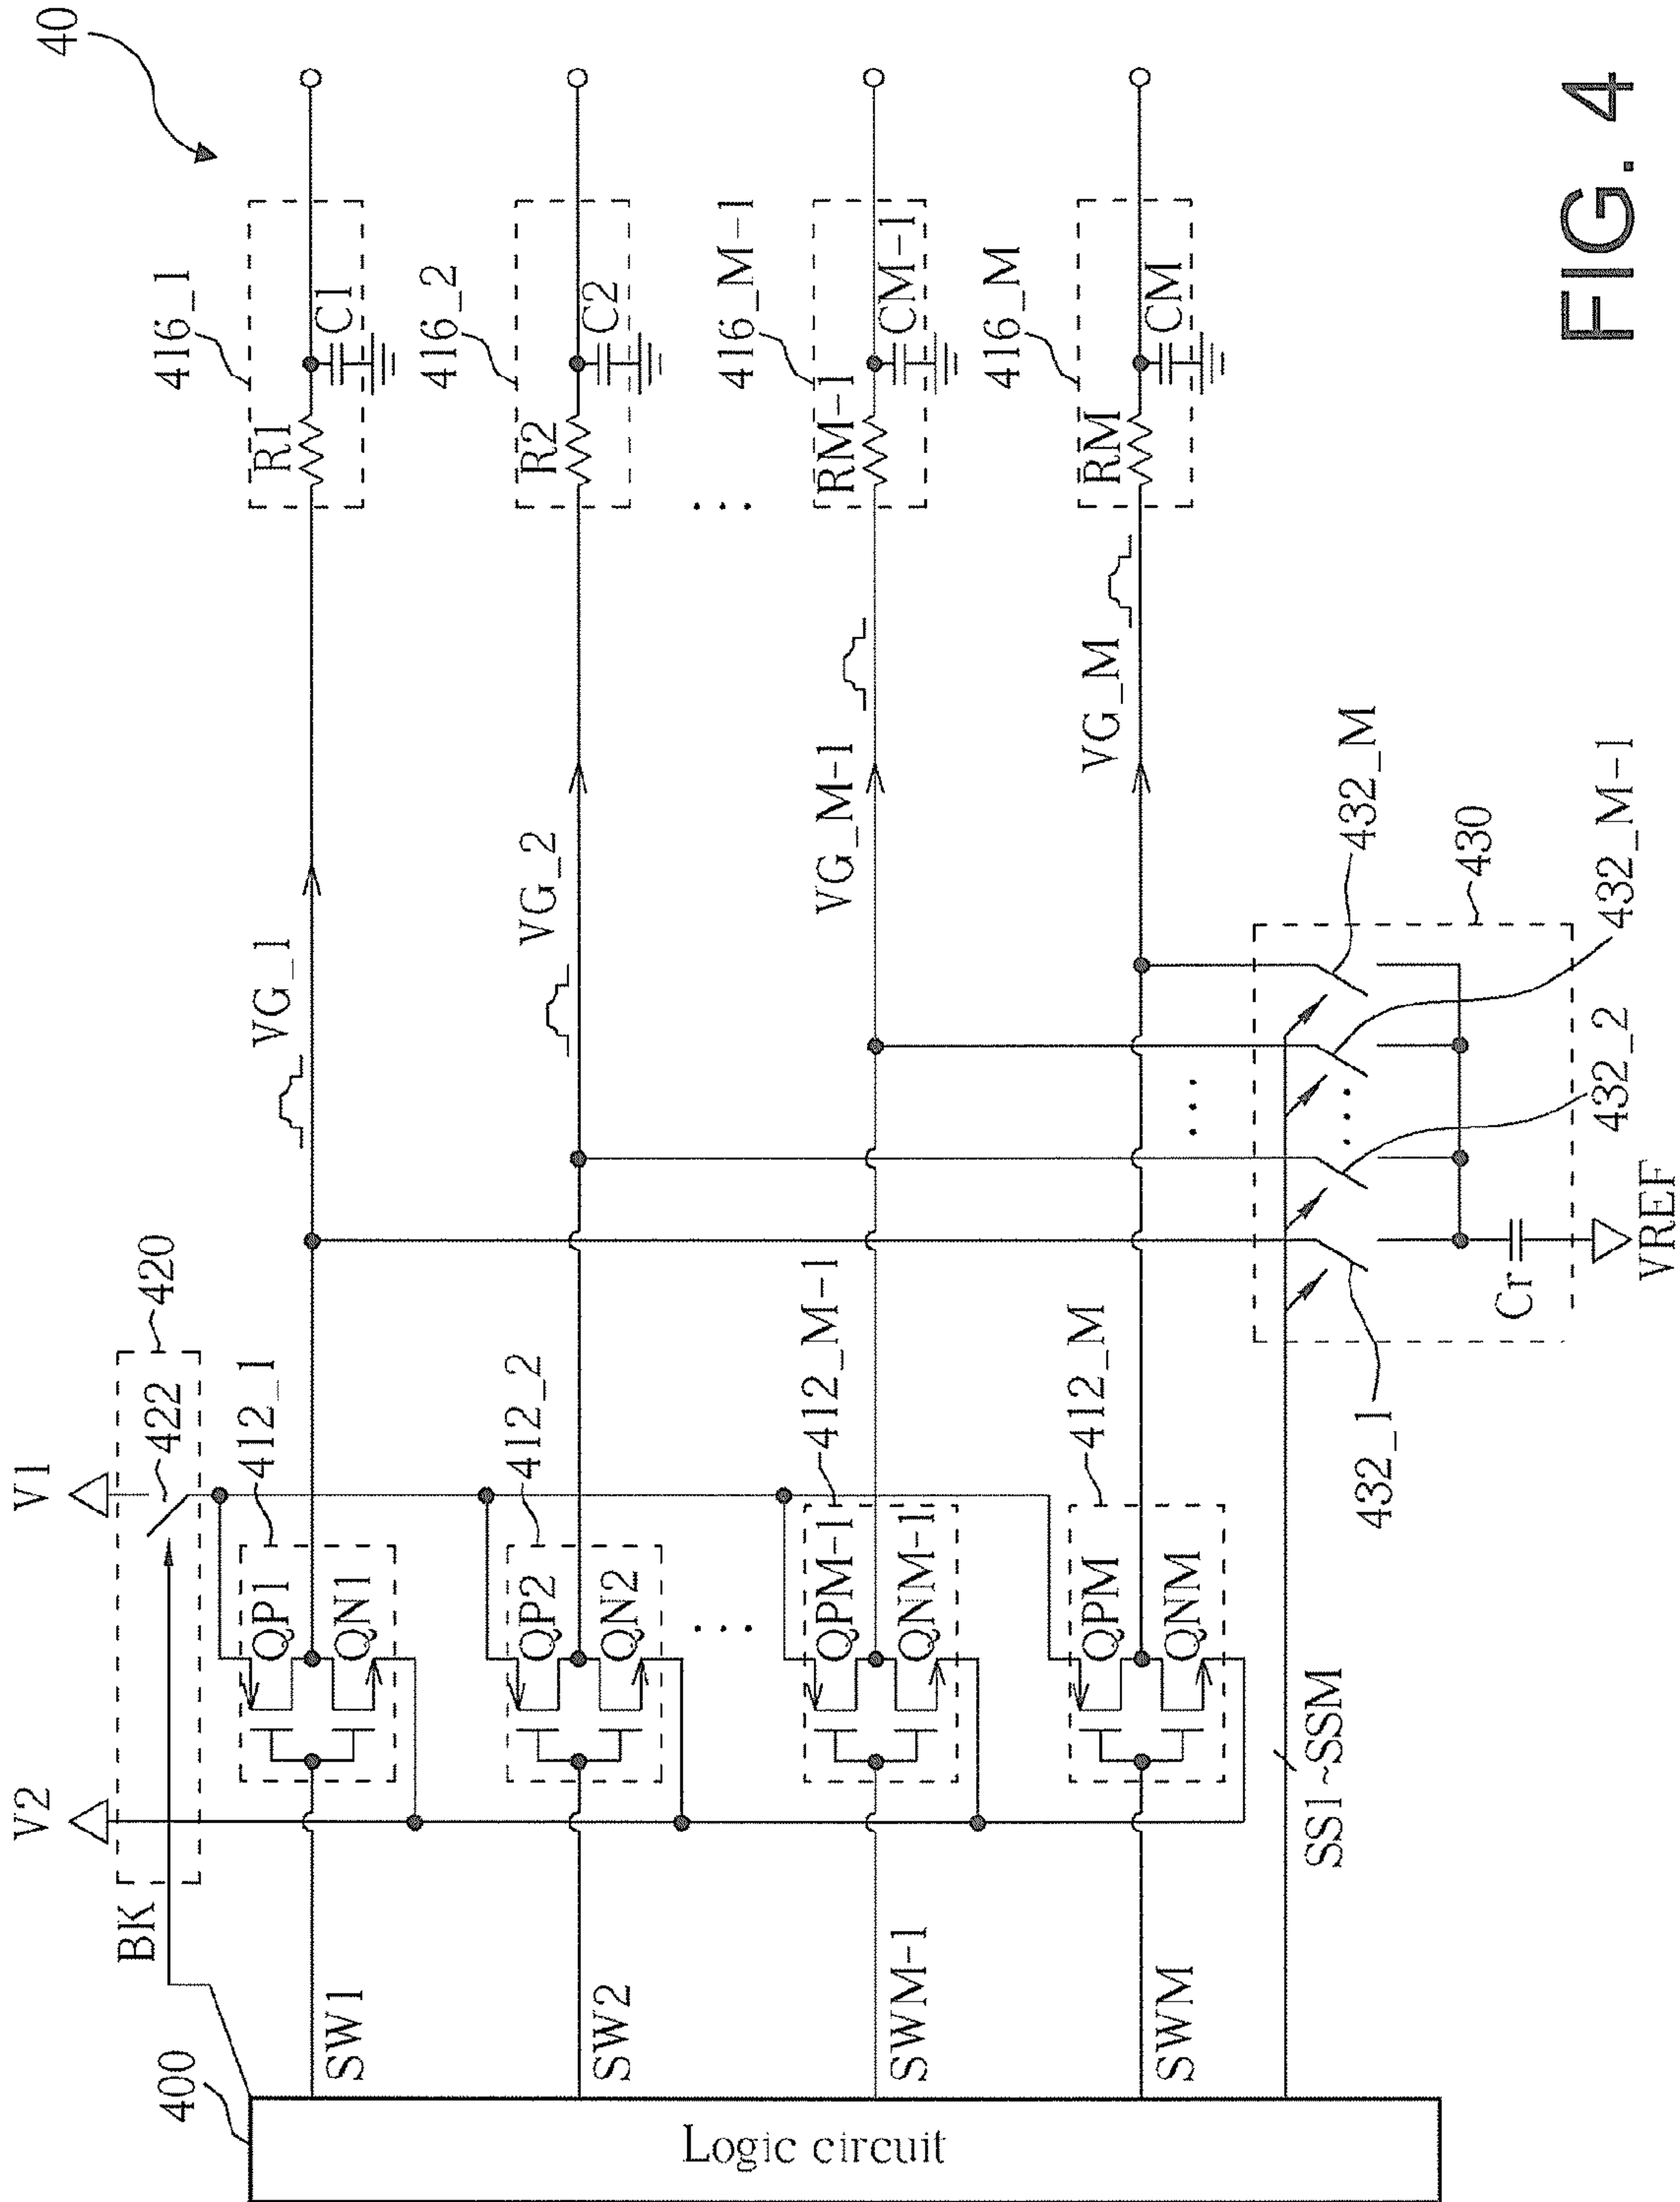 40
V2
V1
BK
422
420
400
Logic circuit
SW1
QP1
QN1
412_1
VG_1
R1
C1
416_1
SW2
QP2
QN2
412_2
VG_2
R2
C2
416_2
...
...
SWM-1
QPM-1
QNM-1
412_M-1
VG_M-1
RM-1
CM-1
416_M-1
SWM
QPM
QNM
412_M
VG_M
RM
CM
416_M
SS1~SSM
...
...
432_1
432_2
432_M-1
432_M
430
Cr
VREF
FIG. 4